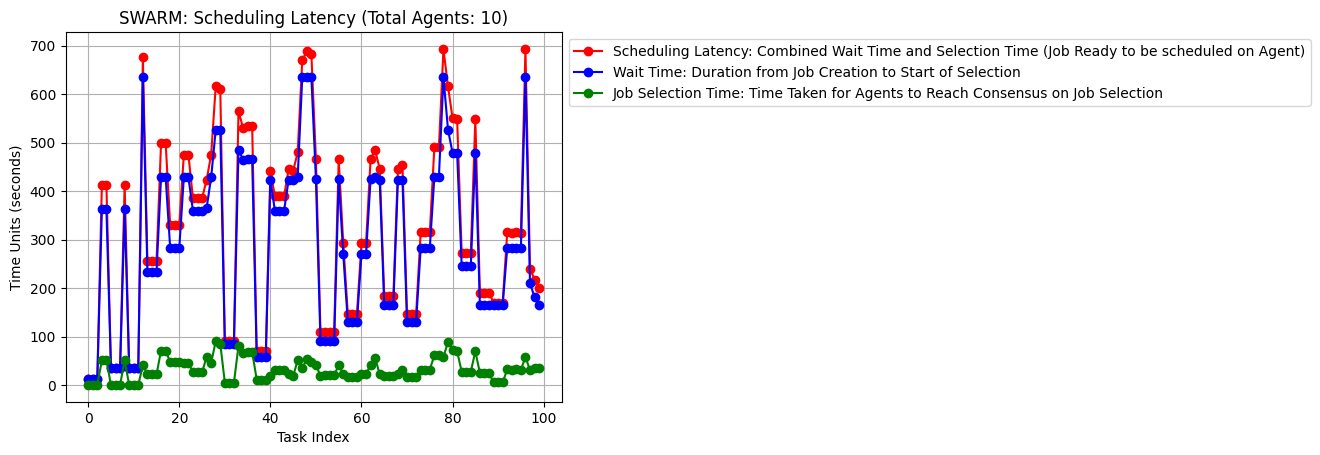 SWARM: Scheduling Latency (Total Agents: 10)
Scheduling Latency: Combined Wait Time and Selection Time (Job Ready to be scheduled on Agent)
Wait Time: Duration from Job Creation to Start of Selection
Job Selection Time: Time Taken for Agents to Reach Consensus on Job Selection
Time Units (seconds)
700
600
500
400
300
200
100
0
0 20 40 60 80 100
Task Index